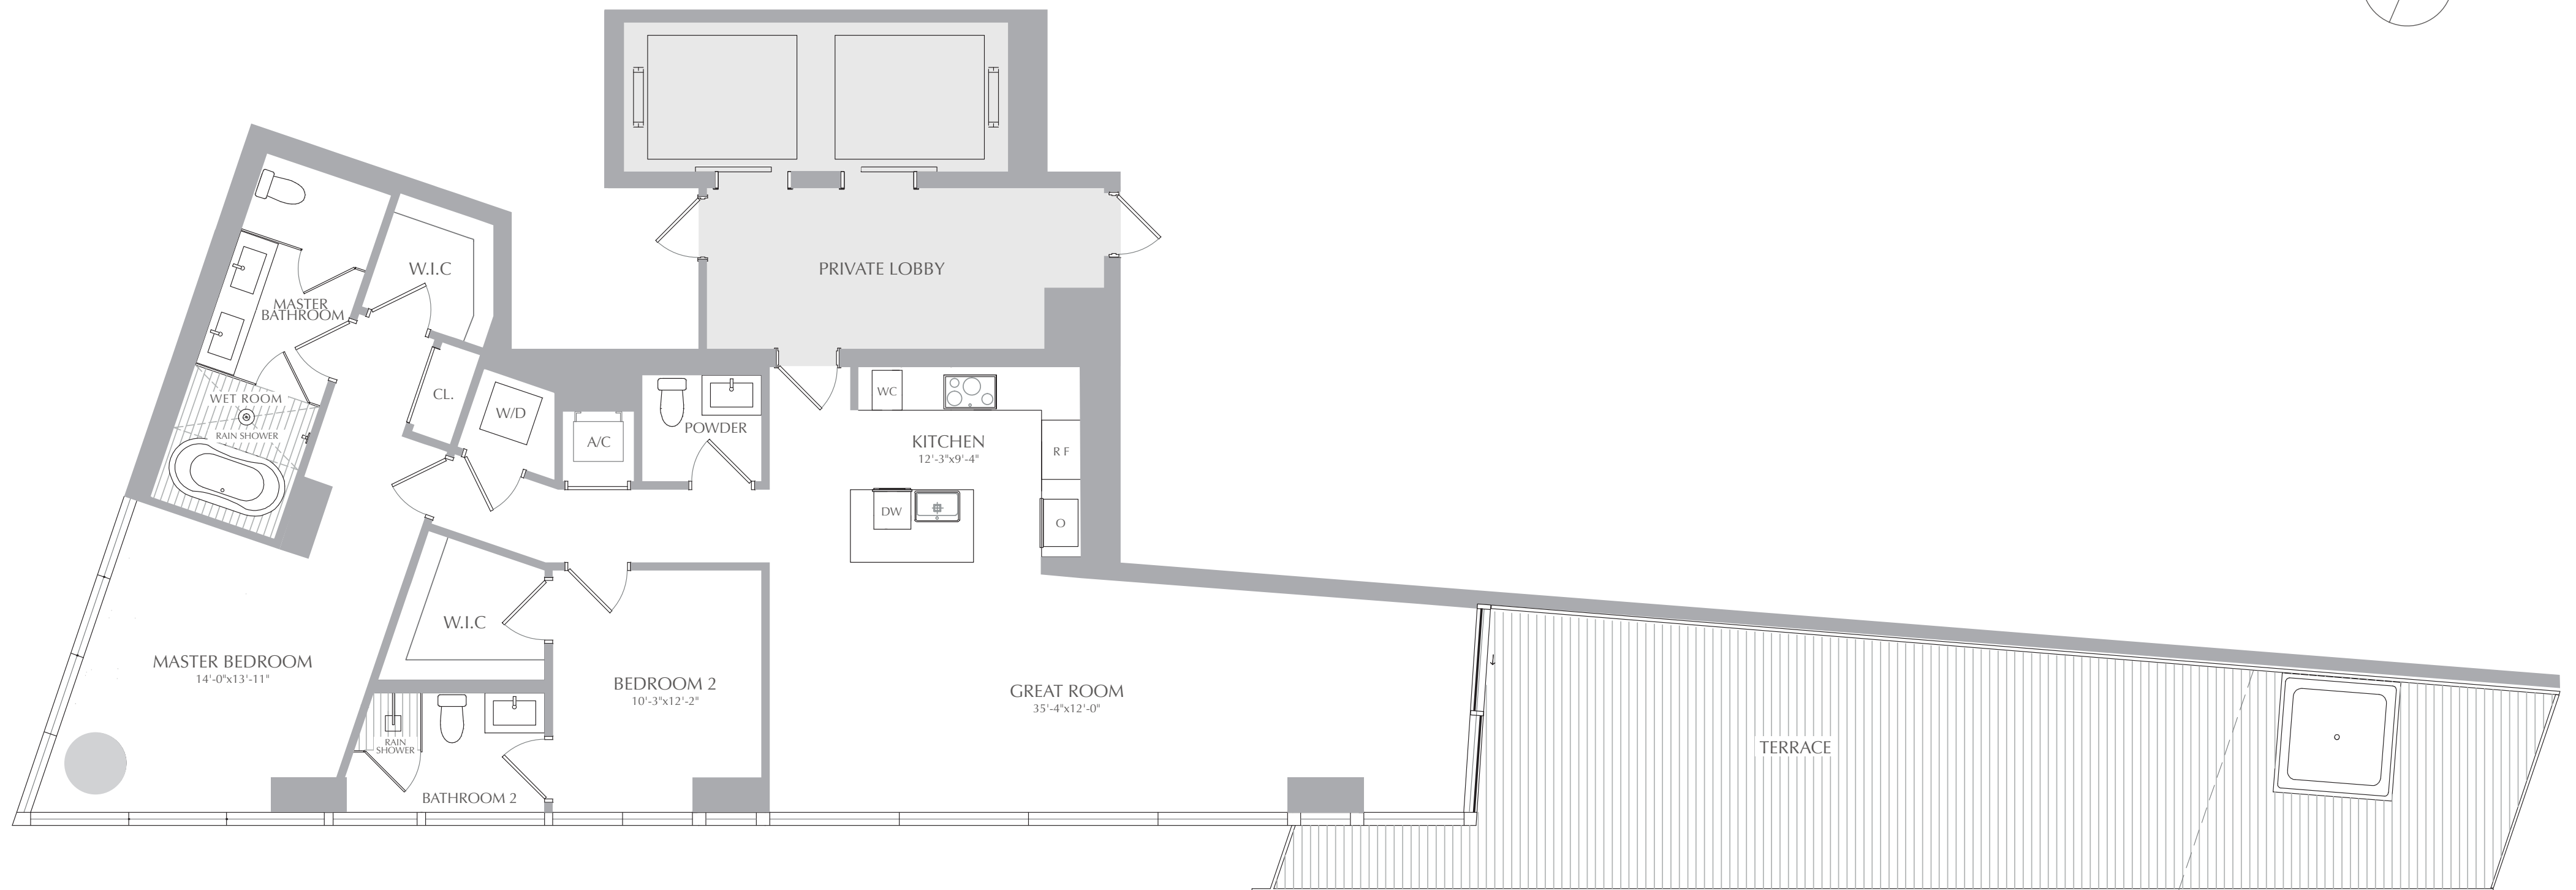 PRIVATE LOBBY
W.I.C
MASTER
BATHROOM
WET ROOM
RAIN SHOWER
CL.
W/D
A/C
POWDER
WC
KITCHEN
12'-3"x9'-4"
R F
DW
O
W.I.C
MASTER BEDROOM
14'-0"x13'-11"
BEDROOM 2
10'-3"x12'-2"
GREAT ROOM
35'-4"x12'-0"
RAIN
SHOWER
BATHROOM 2
TERRACE